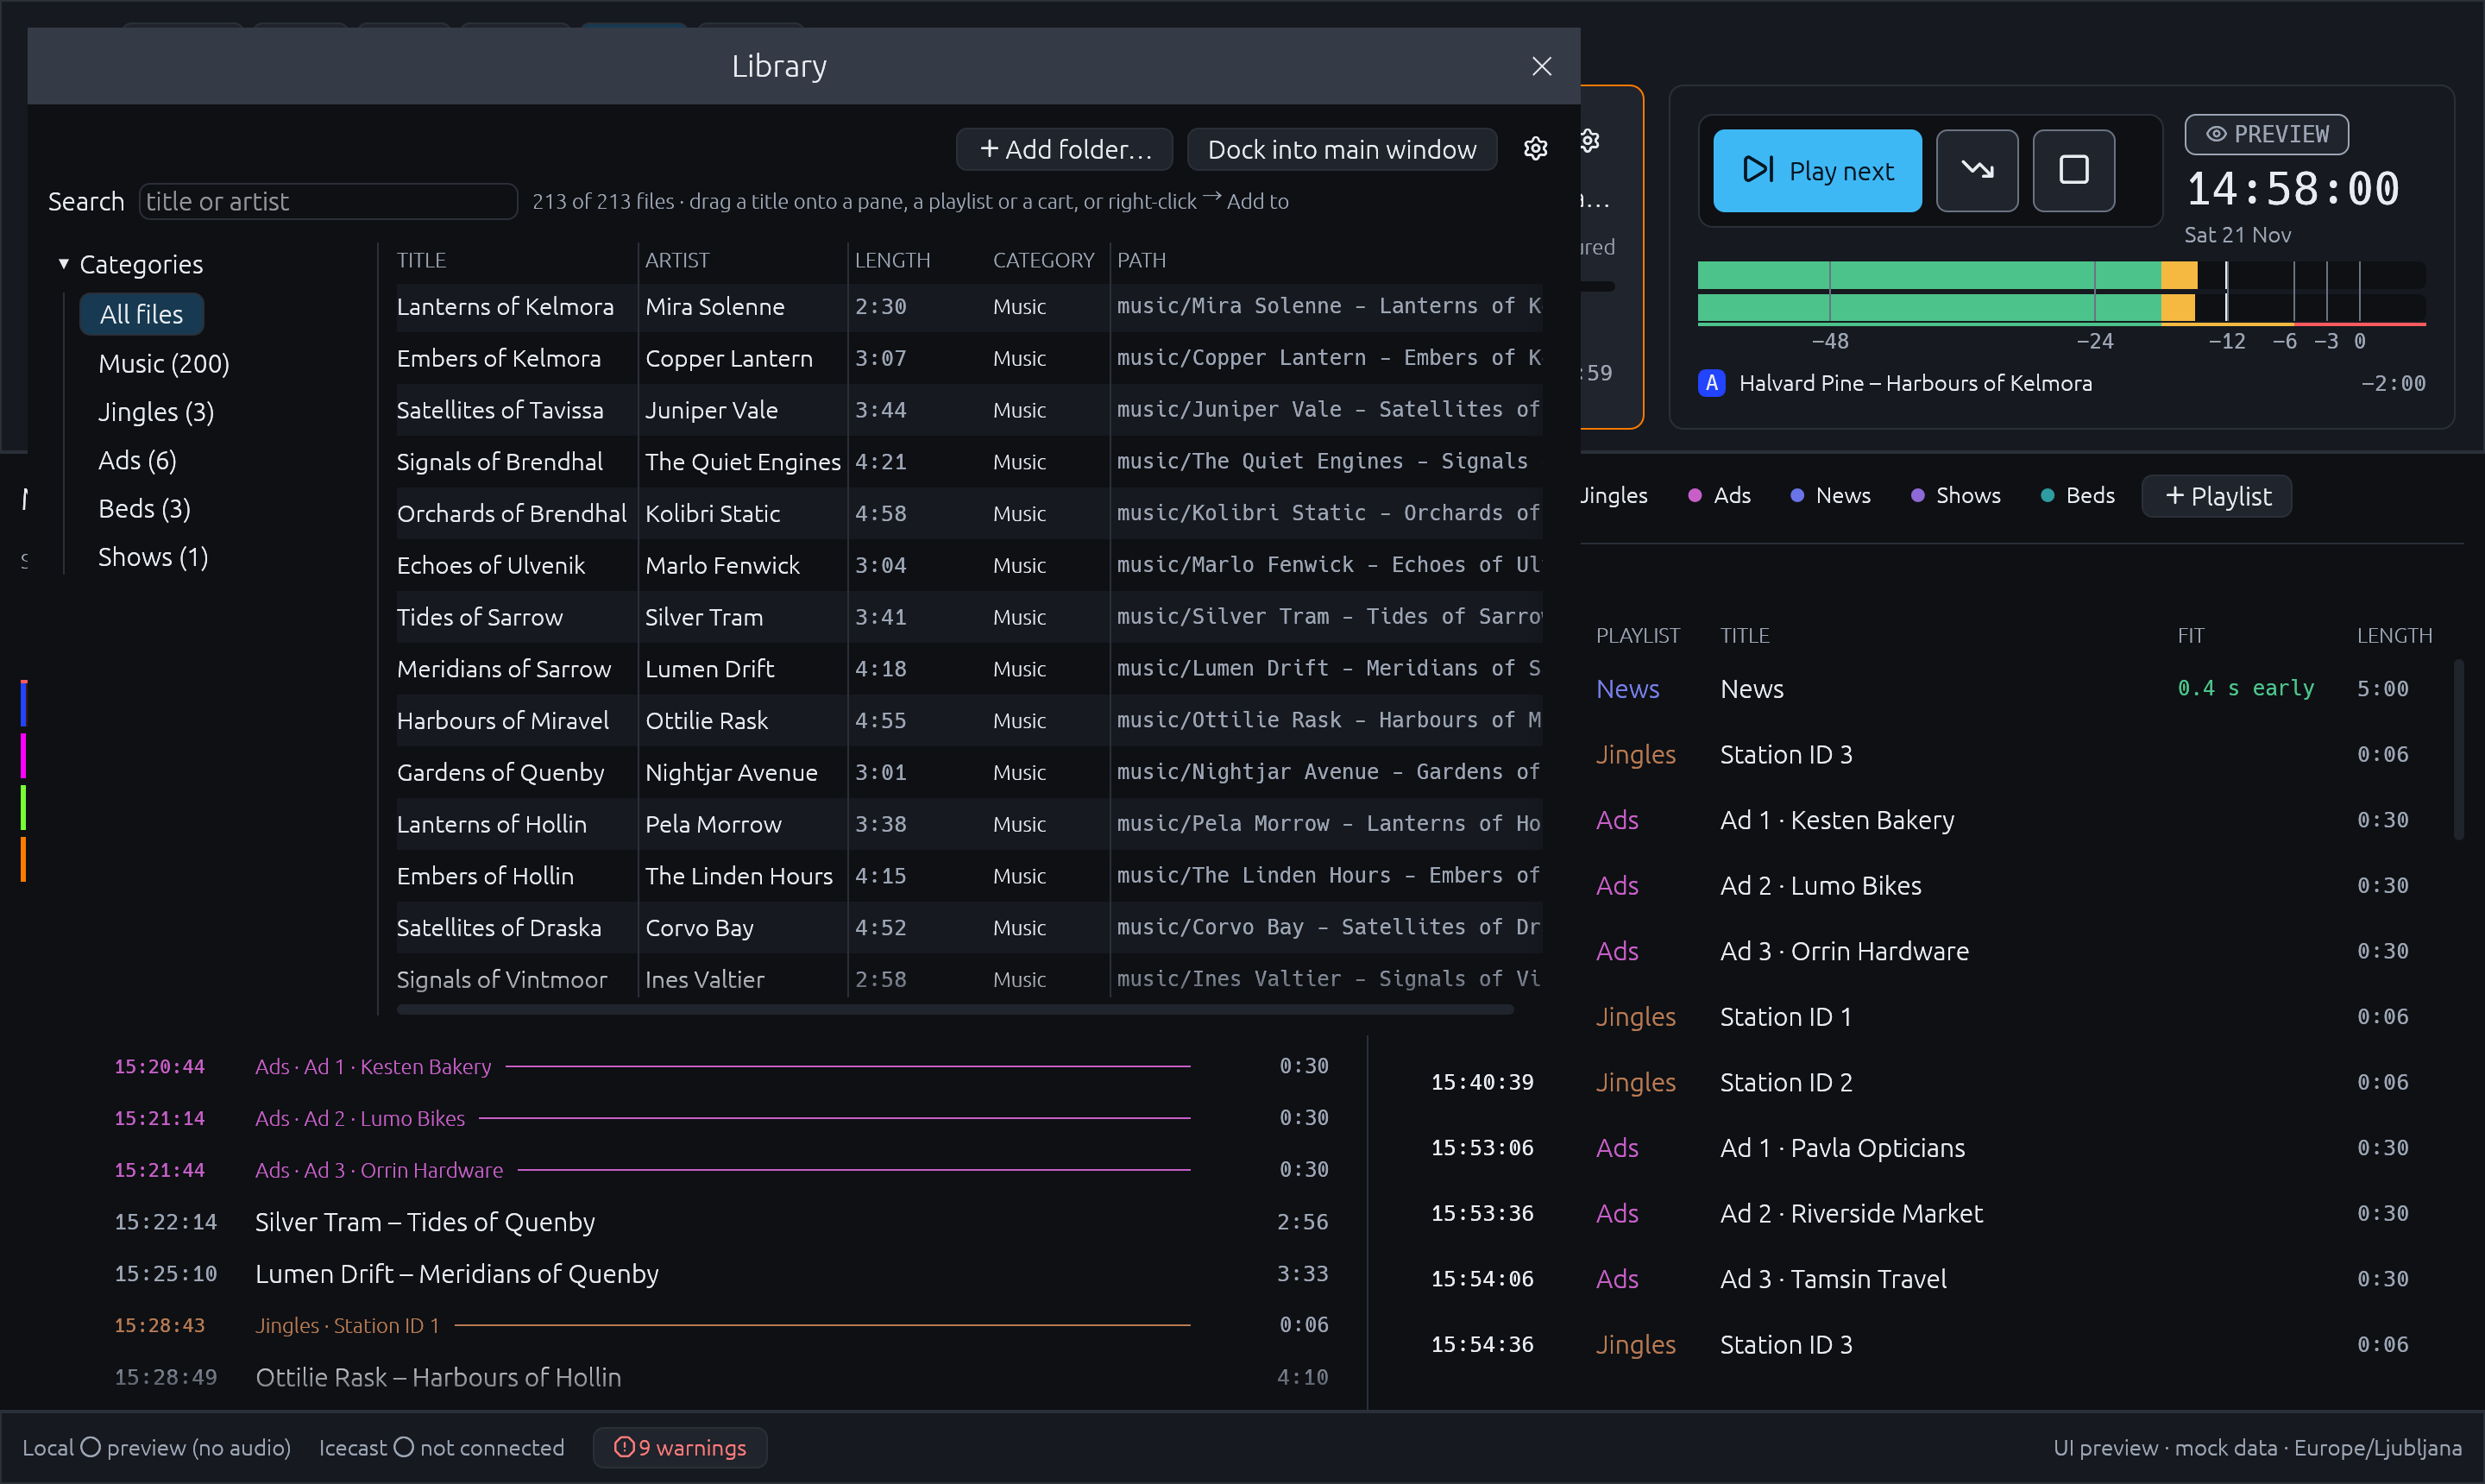 Library
+ Add folder…
Dock into main window
Search title or artist 213 of 213 files · drag a title onto a pane, a playlist or a cart, or right-click → Add to
▾ Categories
All files
Music (200)
Jingles (3)
Ads (6)
Beds (3)
Shows (1)
TITLE ARTIST LENGTH CATEGORY PATH
Lanterns of Kelmora Mira Solenne 2:30 Music music/Mira Solenne – Lanterns of K
Embers of Kelmora Copper Lantern 3:07 Music music/Copper Lantern – Embers of K
Satellites of Tavissa Juniper Vale 3:44 Music music/Juniper Vale – Satellites of
Signals of Brendhal The Quiet Engines 4:21 Music music/The Quiet Engines – Signals
Orchards of Brendhal Kolibri Static 4:58 Music music/Kolibri Static – Orchards of
Echoes of Ulvenik Marlo Fenwick 3:04 Music music/Marlo Fenwick – Echoes of Ul
Tides of Sarrow Silver Tram 3:41 Music music/Silver Tram – Tides of Sarrow
Meridians of Sarrow Lumen Drift 4:18 Music music/Lumen Drift – Meridians of S
Harbours of Miravel Ottilie Rask 4:55 Music music/Ottilie Rask – Harbours of M
Gardens of Quenby Nightjar Avenue 3:01 Music music/Nightjar Avenue – Gardens of
Lanterns of Hollin Pela Morrow 3:38 Music music/Pela Morrow – Lanterns of Ho
Embers of Hollin The Linden Hours 4:15 Music music/The Linden Hours – Embers of
Satellites of Draska Corvo Bay 4:52 Music music/Corvo Bay – Satellites of Dr
Signals of Vintmoor Ines Valtier 2:58 Music music/Ines Valtier – Signals of Vi
a…
:59
Play next
PREVIEW
14:58:00
Sat 21 Nov
−48 −24 −12 −6 −3 0
A Halvard Pine – Harbours of Kelmora −2:00
Jingles Ads News Shows Beds + Playlist
PLAYLIST TITLE FIT LENGTH
News News 0.4 s early 5:00
Jingles Station ID 3 0:06
Ads Ad 1 · Kesten Bakery 0:30
Ads Ad 2 · Lumo Bikes 0:30
Ads Ad 3 · Orrin Hardware 0:30
Jingles Station ID 1 0:06
15:40:39 Jingles Station ID 2 0:06
15:53:06 Ads Ad 1 · Pavla Opticians 0:30
15:53:36 Ads Ad 2 · Riverside Market 0:30
15:54:06 Ads Ad 3 · Tamsin Travel 0:30
15:54:36 Jingles Station ID 3 0:06
15:20:44 Ads · Ad 1 · Kesten Bakery 0:30
15:21:14 Ads · Ad 2 · Lumo Bikes 0:30
15:21:44 Ads · Ad 3 · Orrin Hardware 0:30
15:22:14 Silver Tram – Tides of Quenby 2:56
15:25:10 Lumen Drift – Meridians of Quenby 3:33
15:28:43 Jingles · Station ID 1 0:06
15:28:49 Ottilie Rask – Harbours of Hollin 4:10
Local preview (no audio) Icecast not connected 9 warnings
UI preview · mock data · Europe/Ljubljana